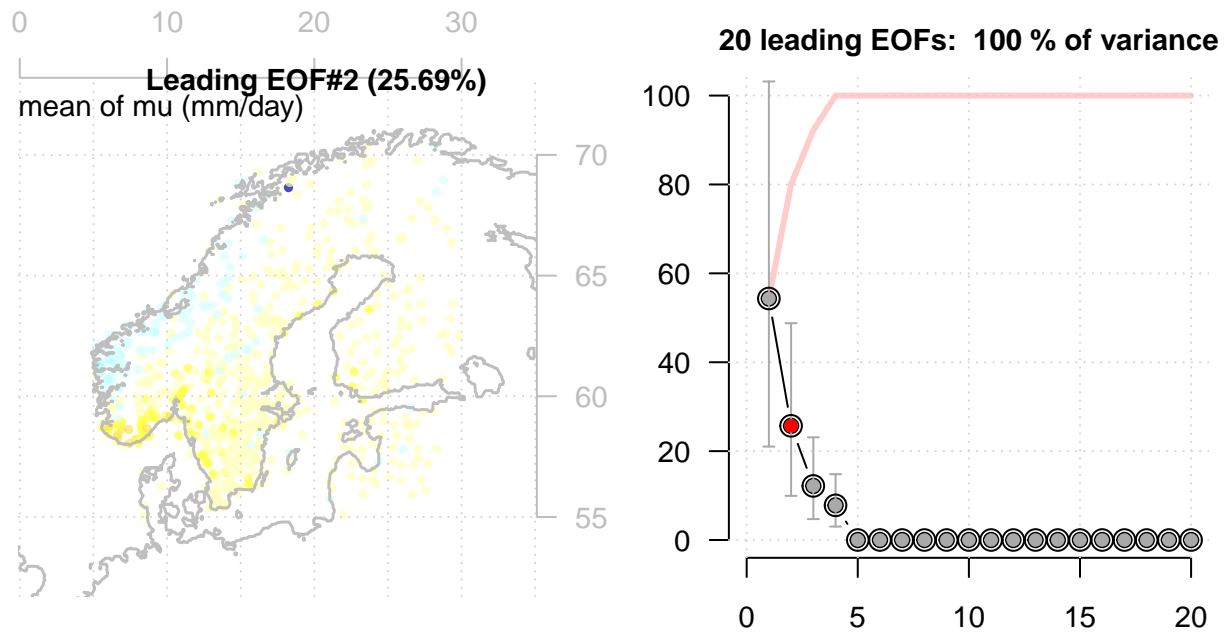 0 10 20 30
Leading EOF#2 (25.69%)
mean of mu (mm/day)
70
65
60
55
20 leading EOFs: 100 % of variance
100
80
60
40
20
0
0 5 10 15 20